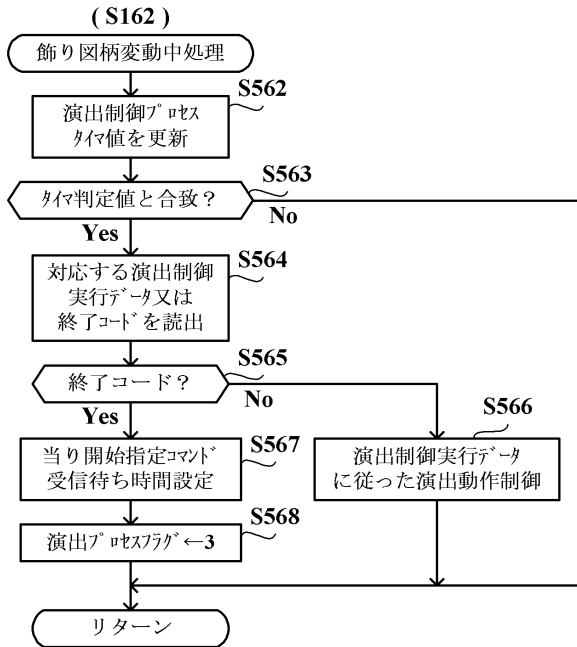 ( S162 )
飾り図柄変動中処理
S562
演出制御ﾌﾟﾛｾｽ
ﾀｲﾏ値を更新
S563
ﾀｲﾏ判定値と合致？
No
Yes
S564
対応する演出制御
実行ﾃﾞｰﾀ又は
終了ｺｰﾄﾞを読出
S565
終了コード？
No
Yes
S566
演出制御実行ﾃﾞｰﾀ
に従った演出動作制御
S567
当り開始指定ｺﾏﾝﾄﾞ
受信待ち時間設定
S568
演出ﾌﾟﾛｾｽﾌﾗｸﾞ←3
リターン